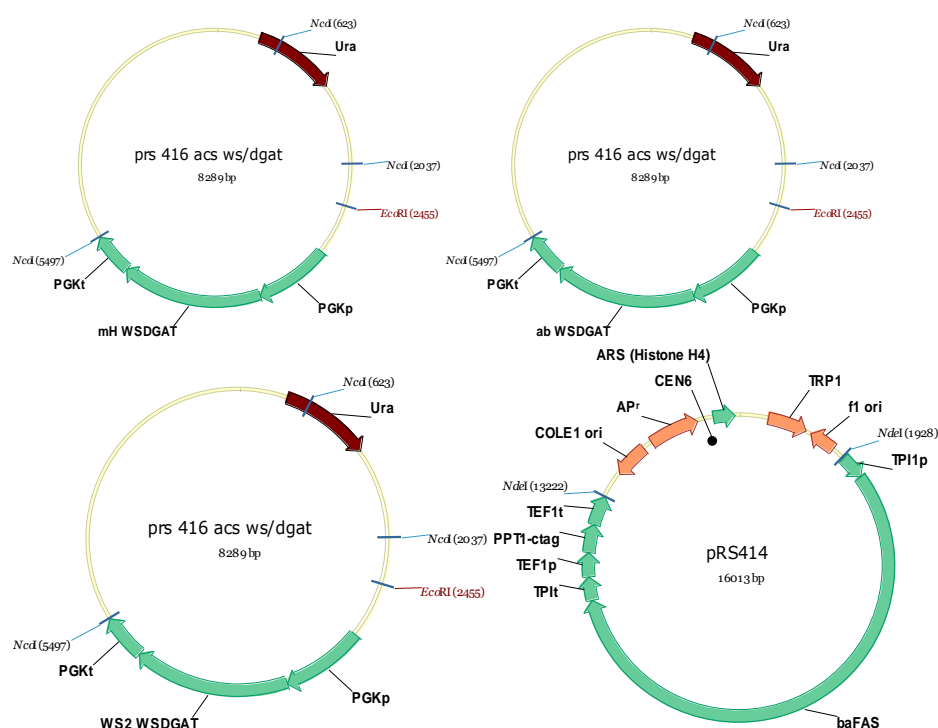 NcoI (623)
Ura
prs 416 acs ws/dgat
8289 bp
NcoI (2037)
EcoRI (2455)
NcoI (5497)
PGKt
mH WSDGAT
PGKp
NcoI (623)
Ura
prs 416 acs ws/dgat
8289 bp
NcoI (2037)
EcoRI (2455)
NcoI (5497)
PGKt
ab WSDGAT
PGKp
NcoI (623)
Ura
prs 416 acs ws/dgat
8289 bp
NcoI (2037)
EcoRI (2455)
NcoI (5497)
PGKt
WS2 WSDGAT
PGKp
ARS (Histone H4)
CEN6
TRP1
APr
f1 ori
COLE1 ori
NdeI (1928)
TPI1p
NdeI (13222)
TEF1t
PPT1-ctag
TEF1p
TPIt
pRS414
16013 bp
baFAS